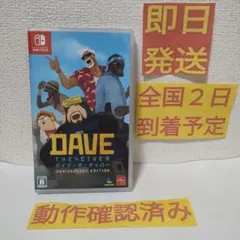 SWITCH
即日
発送
全国２日
到着予定
DAVE
THE DIVER
デイヴ・ザ・ダイバー
ANNIVERSARY EDITION
B
動作確認済み